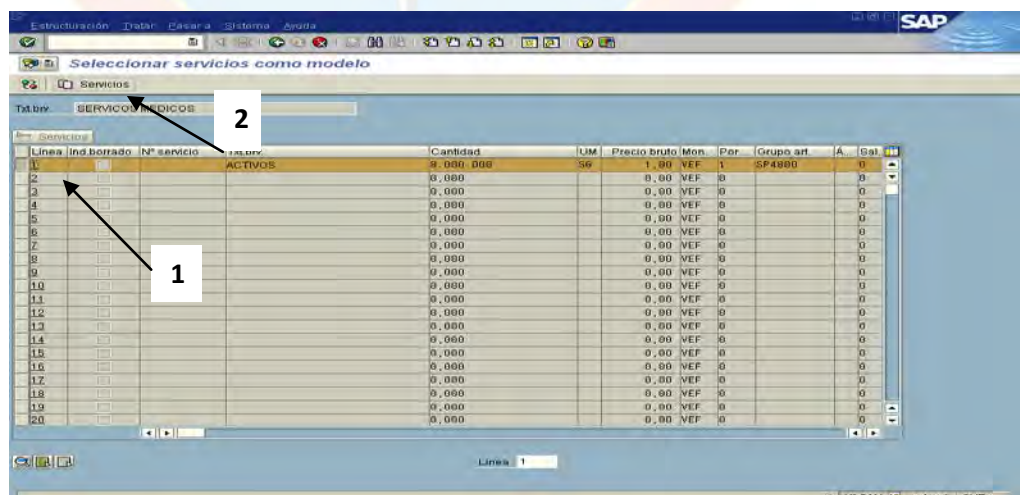 Estructuración Tratar Pasar a Sistema Ayuda
SAP
Seleccionar servicios como modelo
Servicios
Txt.brv. SERVICOS MEDICOS
2
Servicios
Línea Ind.borrado N° servicio Txt.brv. Cantidad UM Precio bruto Mon. Por Grupo art. A.. Gsl.
1 ACTIVOS 8.000.000 SG 1,00 VEF 1 SP4800 0
2 0,000 0,00 VEF 0 0
3 0,000 0,00 VEF 0 0
4 0,000 0,00 VEF 0 0
5 0,000 0,00 VEF 0 0
6 0,000 0,00 VEF 0 0
7 0,000 0,00 VEF 0 0
8 0,000 0,00 VEF 0 0
9 0,000 0,00 VEF 0 0
1
10 0,000 0,00 VEF 0 0
11 0,000 0,00 VEF 0 0
12 0,000 0,00 VEF 0 0
13 0,000 0,00 VEF 0 0
14 0,000 0,00 VEF 0 0
15 0,000 0,00 VEF 0 0
16 0,000 0,00 VEF 0 0
17 0,000 0,00 VEF 0 0
18 0,000 0,00 VEF 0 0
19 0,000 0,00 VEF 0 0
20 0,000 0,00 VEF 0 0
Línea 1